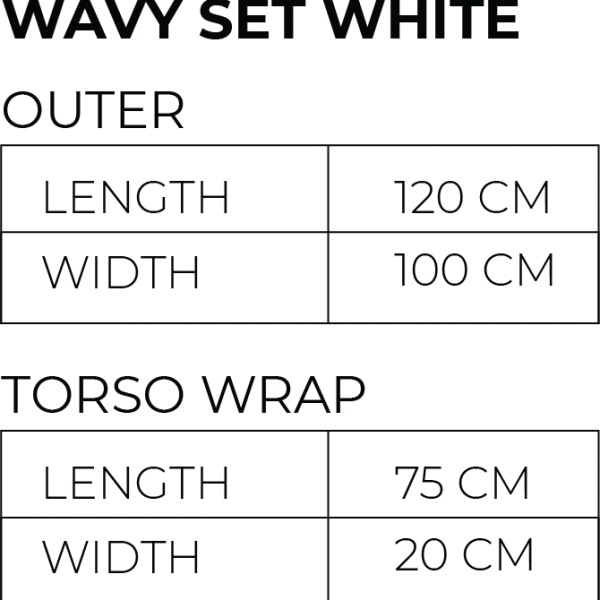 WAVY SET WHITE
OUTER
LENGTH 120 CM
WIDTH 100 CM
TORSO WRAP
LENGTH 75 CM
WIDTH 20 CM